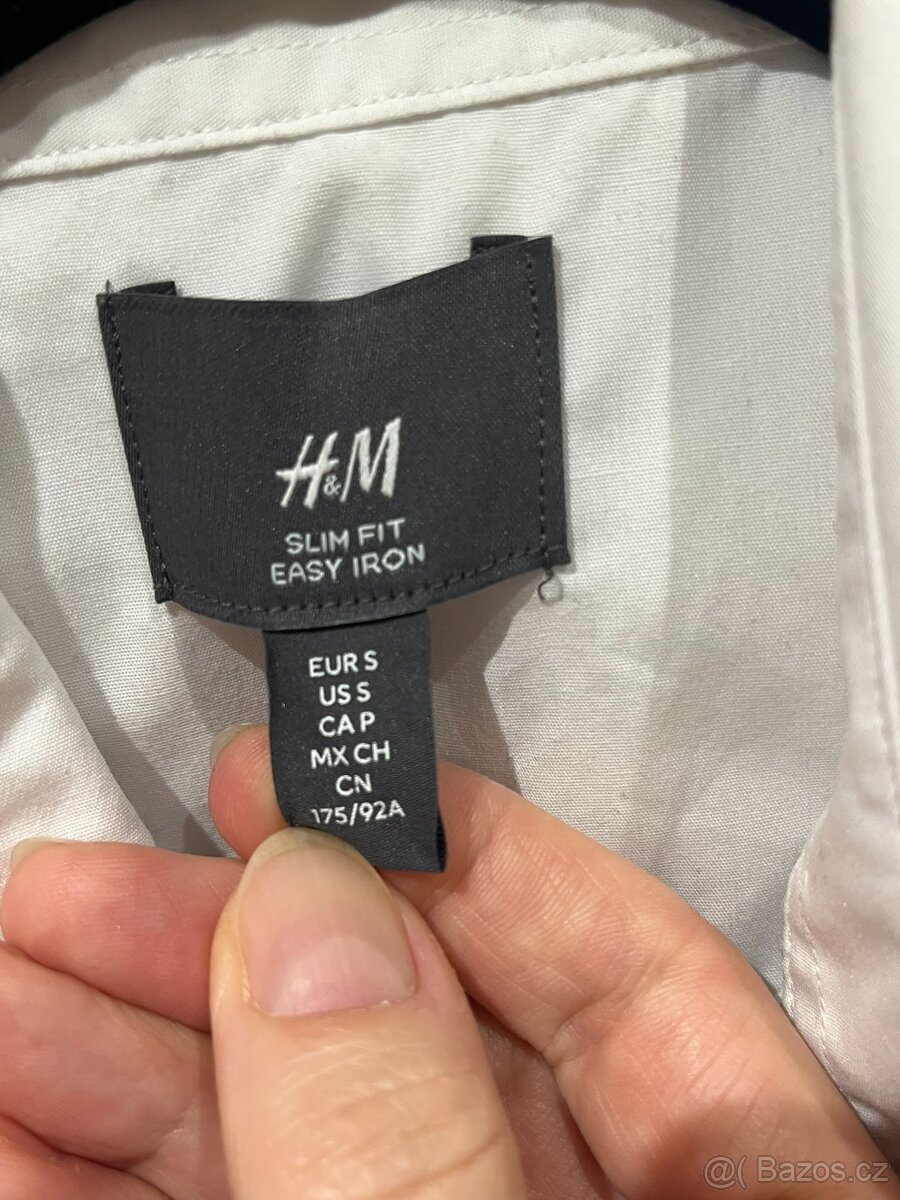 H&M
SLIM FIT
EASY IRON
EUR S
US S
CA P
MX CH
CN
175/92A
@( Bazos.cz